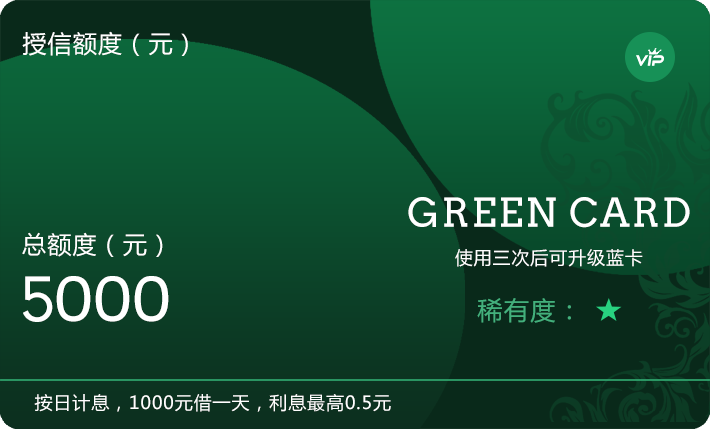 授信额度（元）
VIP
GREEN CARD
使用三次后可升级蓝卡
总额度（元）
5000
稀有度：★
按日计息，1000元借一天，利息最高0.5元